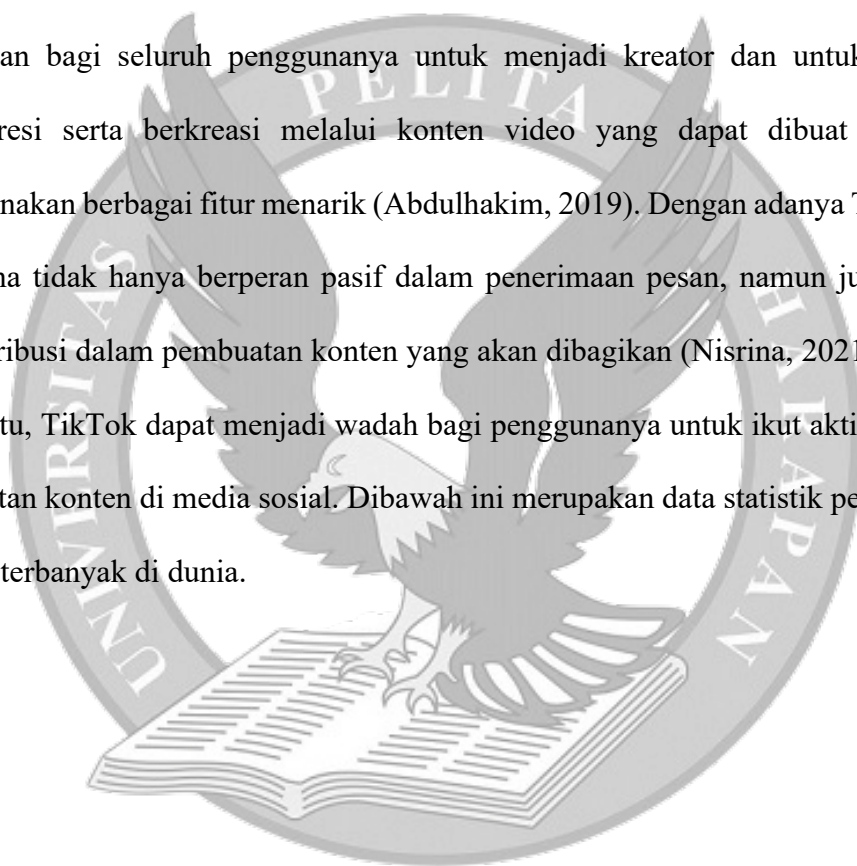 an bagi seluruh penggunanya untuk menjadi kreator dan untuk
resi serta berkreasi melalui konten video yang dapat dibuat
nakan berbagai fitur menarik (Abdulhakim, 2019). Dengan adanya T
na tidak hanya berperan pasif dalam penerimaan pesan, namun ju
ribusi dalam pembuatan konten yang akan dibagikan (Nisrina, 2021
tu, TikTok dapat menjadi wadah bagi penggunanya untuk ikut akti
tan konten di media sosial. Dibawah ini merupakan data statistik pe
terbanyak di dunia.
UNIVERSITAS PELITA HARAPAN